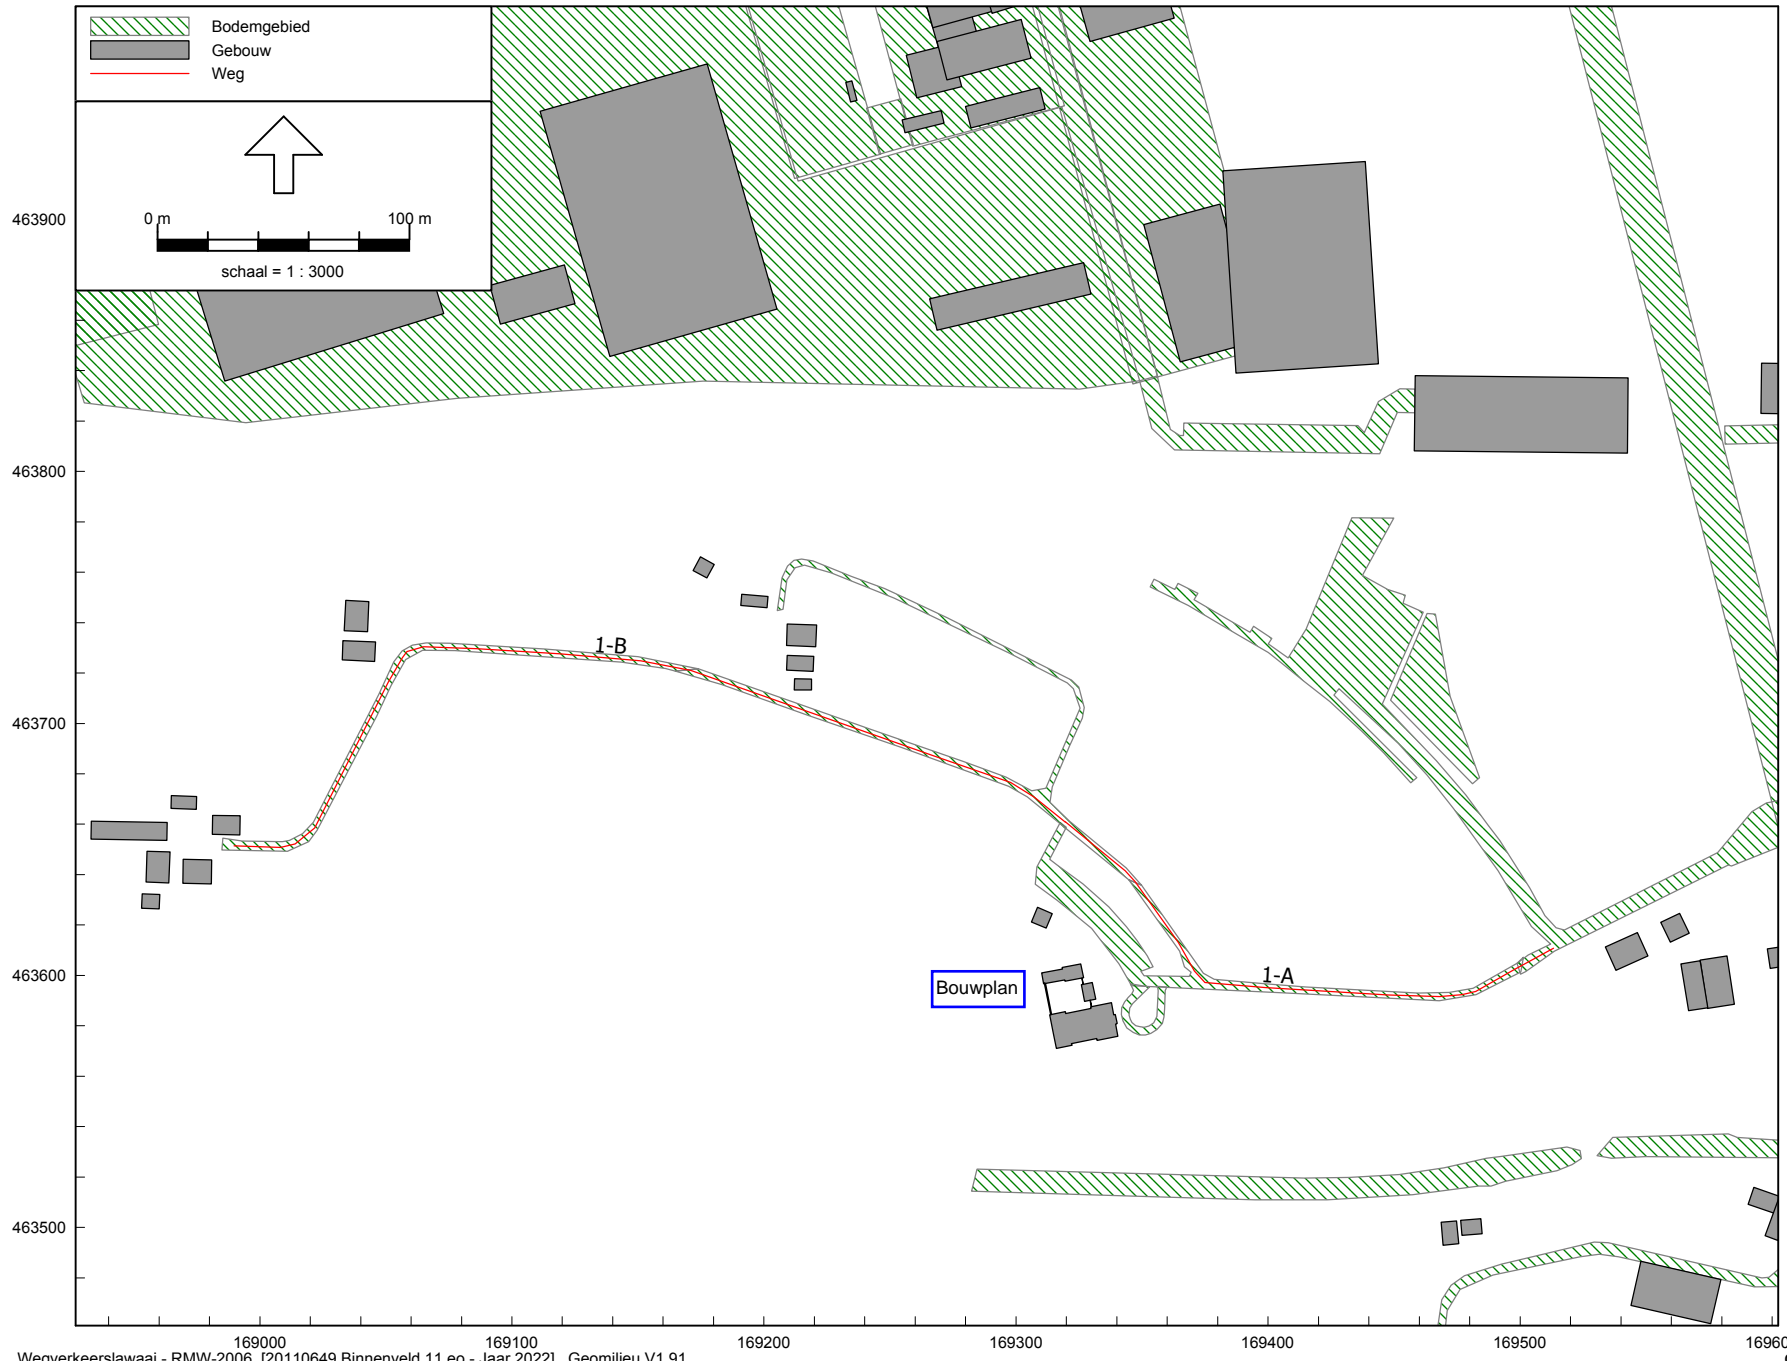 Bodemgebied
Gebouw
Weg
0 m 100 m
schaal = 1 : 3000
463900
463800
463700
463600
463500
1-B
1-A
Bouwplan
169000 169100 169200 169300 169400 169500
Wegverkeerslawaai - RMW-2006, [20110649 Binnenveld 11 eo - Jaar 2022] , Geomilieu V1.91